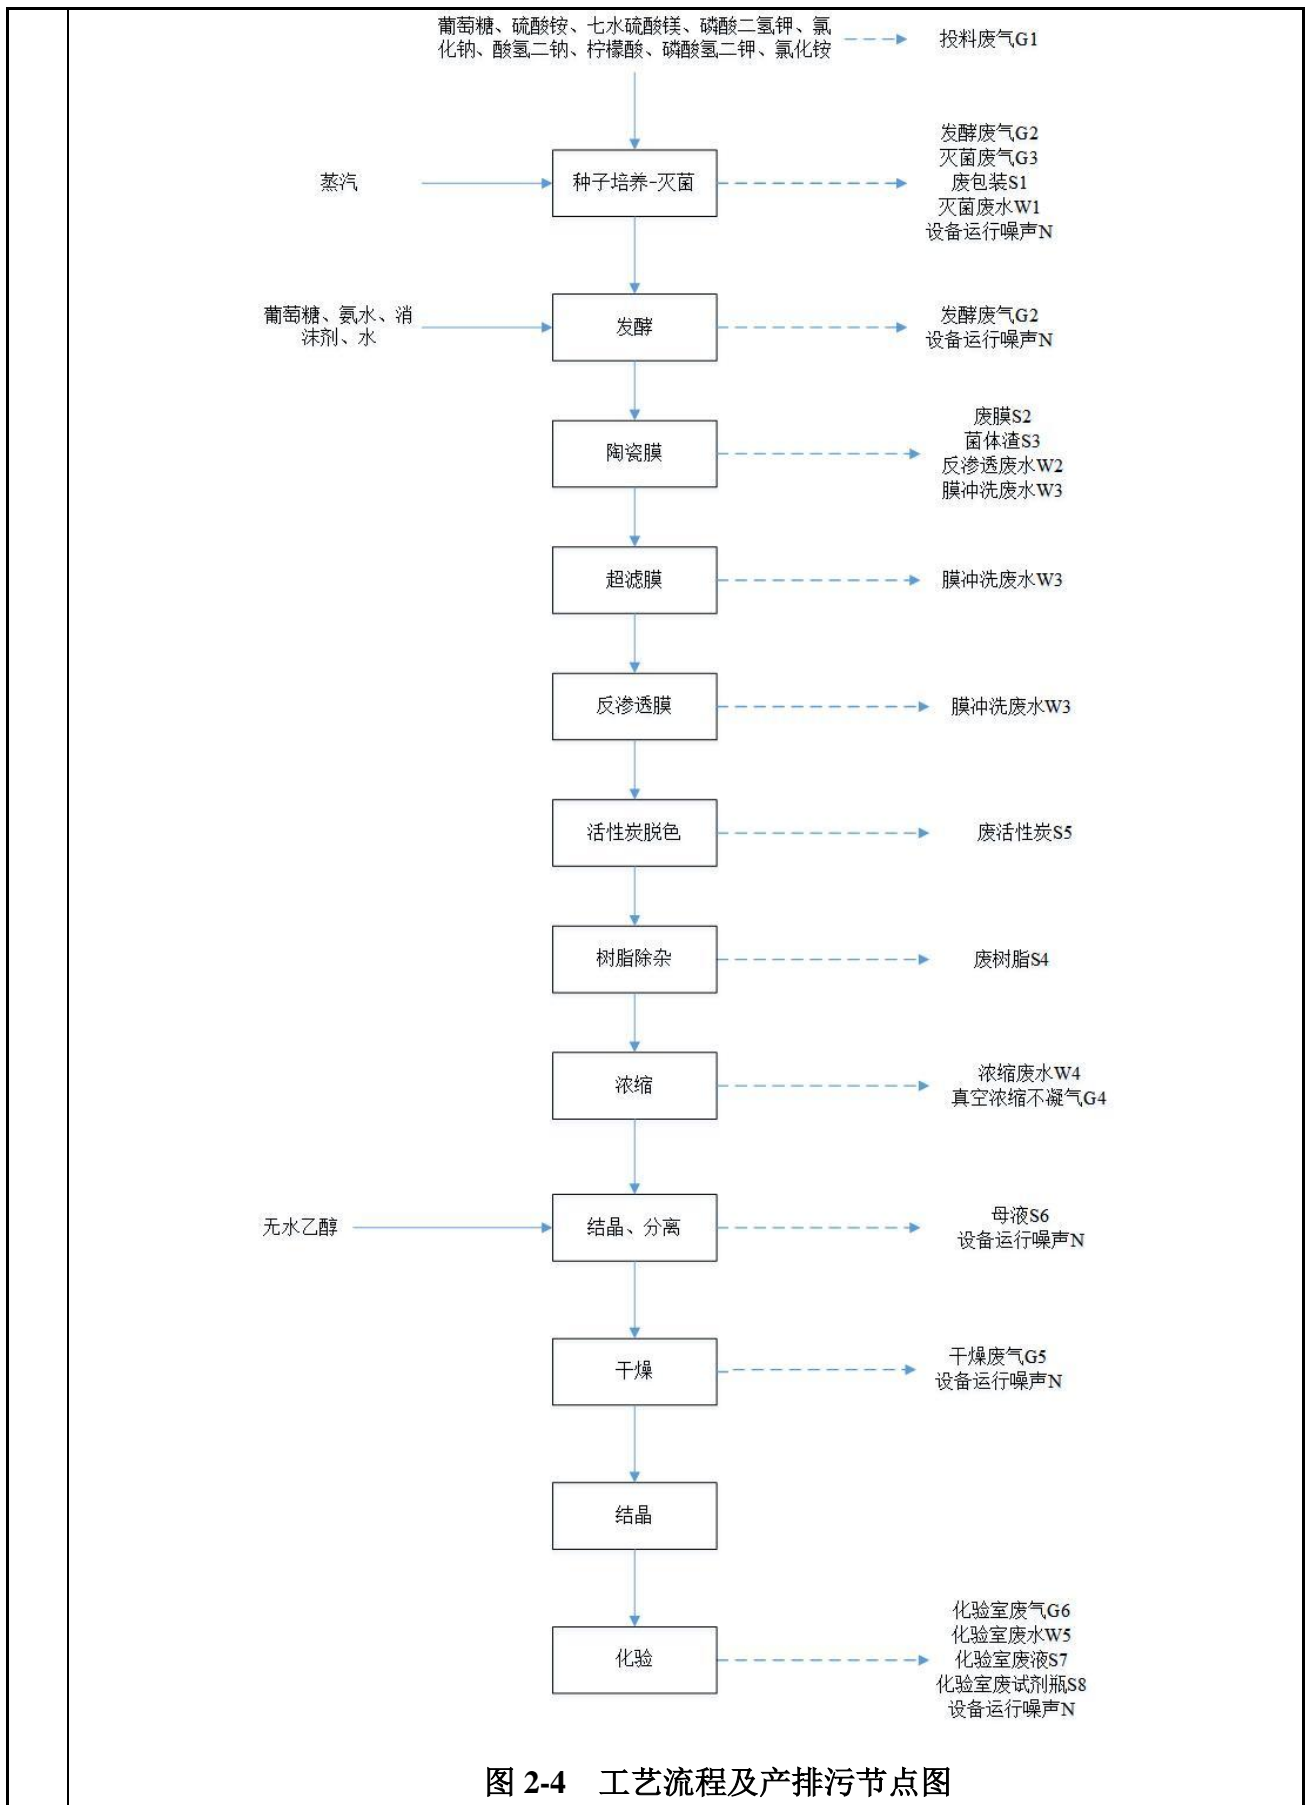 葡萄糖、硫酸铵、七水硫酸镁、磷酸二氢钾、氯
化钠、酸氢二钠、柠檬酸、磷酸氢二钾、氯化铵
投料废气G1
蒸汽
种子培养-灭菌
发酵废气G2
灭菌废气G3
废包装S1
灭菌废水W1
设备运行噪声N
葡萄糖、氨水、消
沫剂、水
发酵
发酵废气G2
设备运行噪声N
陶瓷膜
废膜S2
菌体渣S3
反渗透废水W2
膜冲洗废水W3
超滤膜
膜冲洗废水W3
反渗透膜
膜冲洗废水W3
活性炭脱色
废活性炭S5
树脂除杂
废树脂S4
浓缩
浓缩废水W4
真空浓缩不凝气G4
无水乙醇
结晶、分离
母液S6
设备运行噪声N
干燥
干燥废气G5
设备运行噪声N
结晶
化验
化验室废气G6
化验室废水W5
化验室废液S7
化验室废试剂瓶S8
设备运行噪声N
图 2-4 工艺流程及产排污节点图